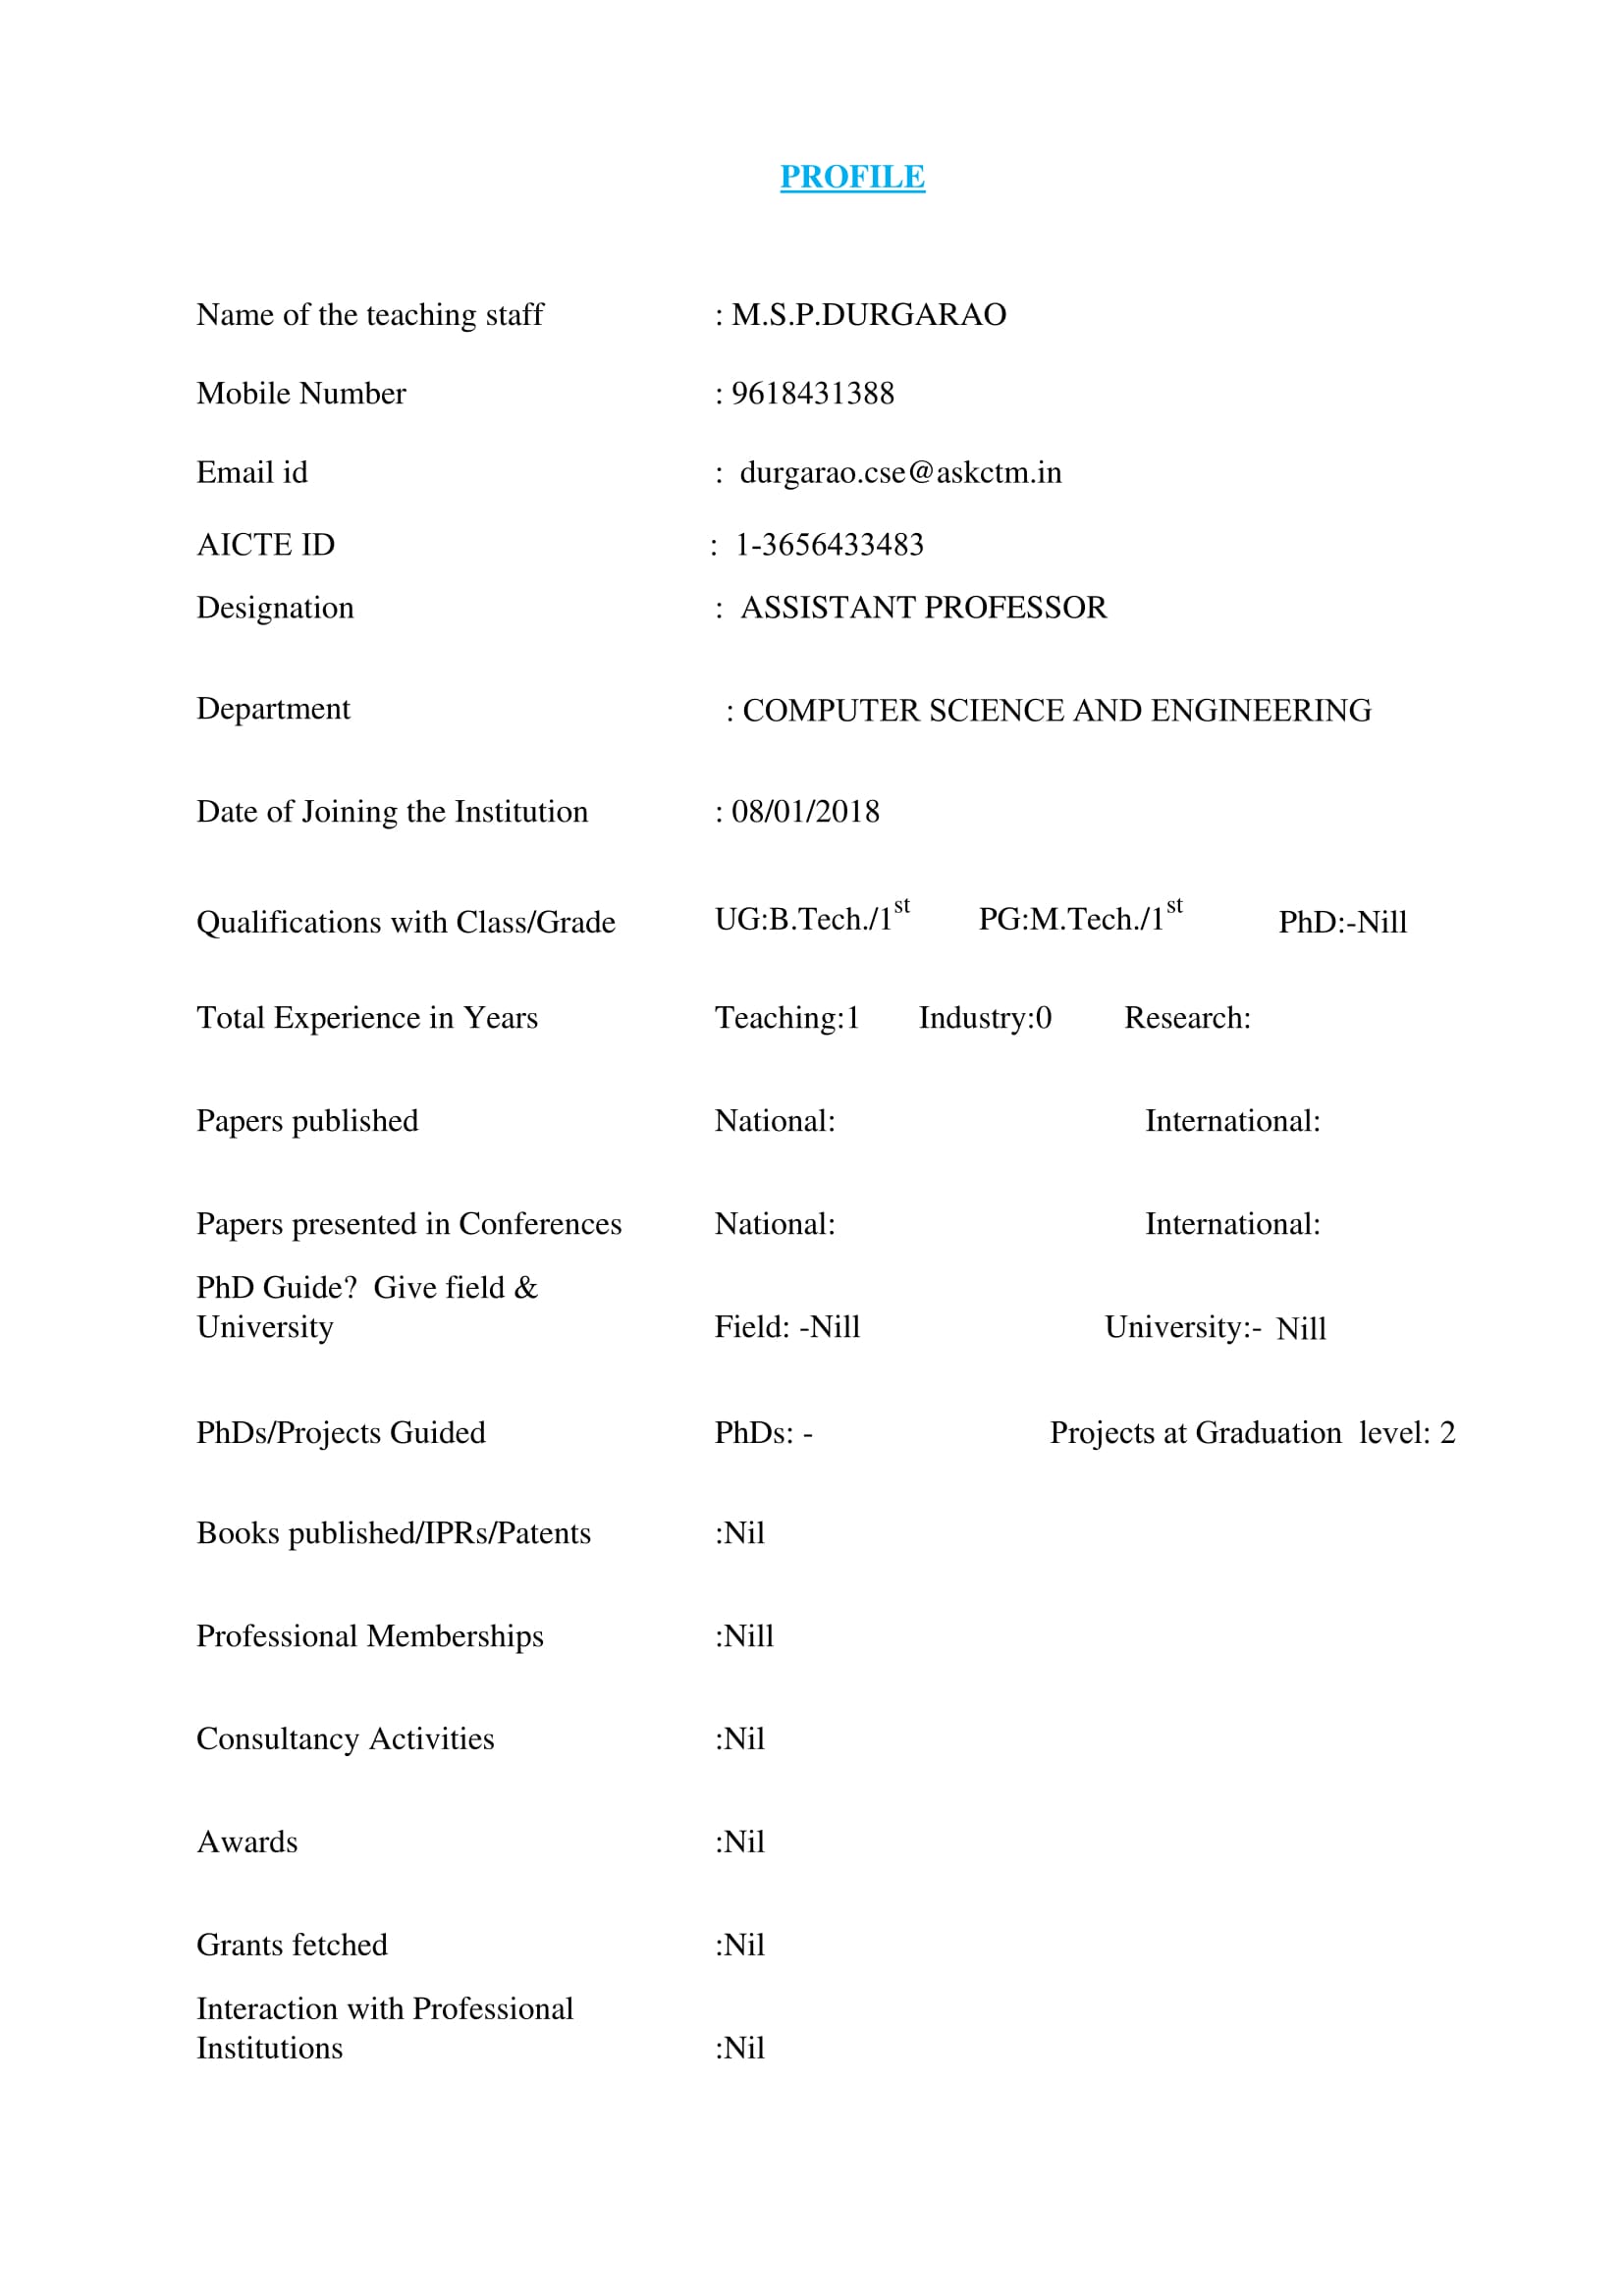 PROFILE
Name of the teaching staff : M.S.P.DURGARAO
Mobile Number : 9618431388
Email id : durgarao.cse@askctm.in
AICTE ID : 1-3656433483
Designation : ASSISTANT PROFESSOR
Department : COMPUTER SCIENCE AND ENGINEERING
Date of Joining the Institution : 08/01/2018
Qualifications with Class/Grade UG:B.Tech./1st PG:M.Tech./1st PhD:-Nill
Total Experience in Years Teaching:1 Industry:0 Research:
Papers published National: International:
Papers presented in Conferences National: International:
PhD Guide? Give field &
University Field: -Nill University:- Nill
PhDs/Projects Guided PhDs: - Projects at Graduation level: 2
Books published/IPRs/Patents :Nil
Professional Memberships :Nill
Consultancy Activities :Nil
Awards :Nil
Grants fetched :Nil
Interaction with Professional
Institutions :Nil